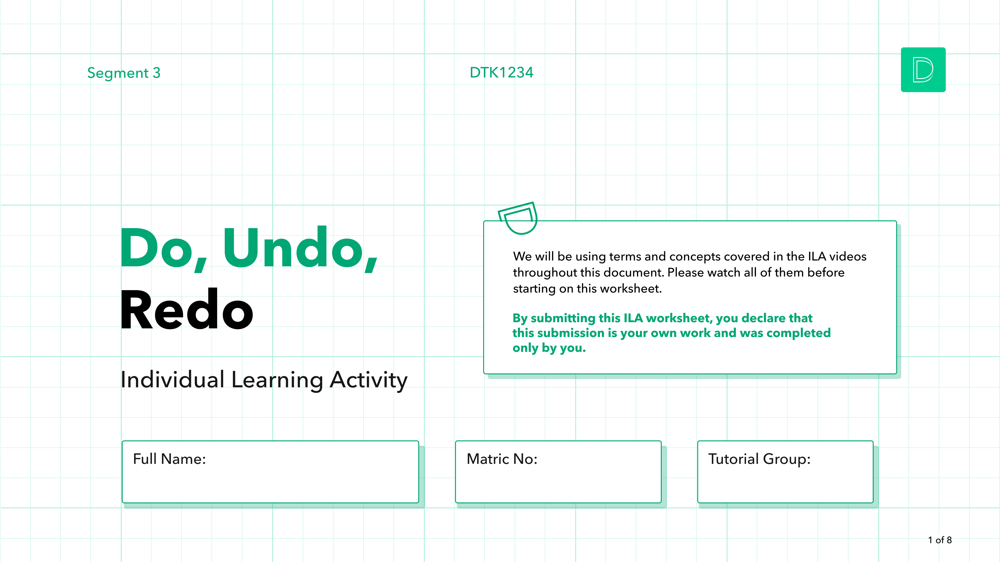 Segment 3
DTK1234
D
Do, Undo,
Redo
Individual Learning Activity
We will be using terms and concepts covered in the ILA videos
throughout this document. Please watch all of them before
starting on this worksheet.
By submitting this ILA worksheet, you declare that
this submission is your own work and was completed
only by you.
Full Name:
Matric No:
Tutorial Group:
1 of 8